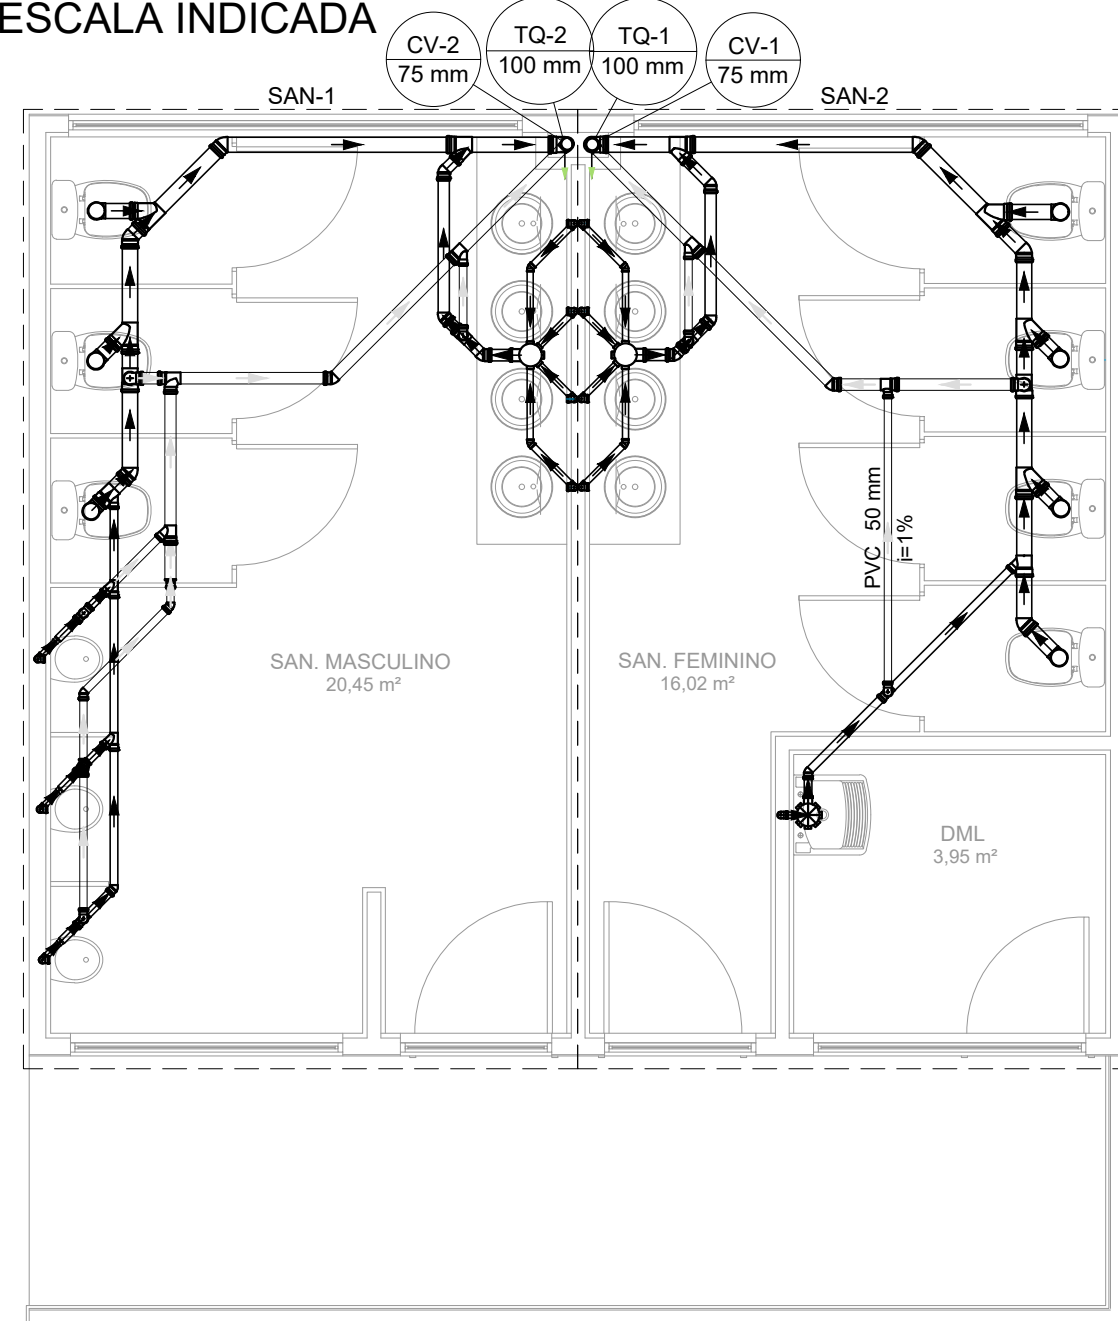 ESCALA INDICADA
CV-2
75 mm
TQ-2
100 mm
TQ-1
100 mm
CV-1
75 mm
SAN-1
SAN-2
PVC 50 mm
i=1%
SAN. MASCULINO
20,45 m²
SAN. FEMININO
16,02 m²
DML
3,95 m²